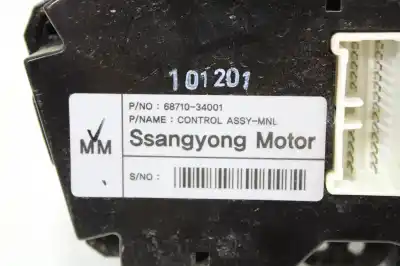 101201
P/NO : 68710-34001
P/NAME : CONTROL ASSY-MNL
MM
Ssangyong Motor
S/NO :